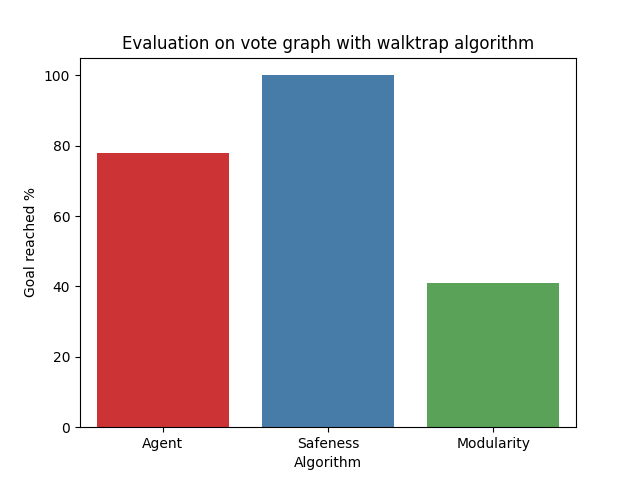 Evaluation on vote graph with walktrap algorithm
100
80
60
40
20
0
Goal reached %
Agent
Safeness
Modularity
Algorithm